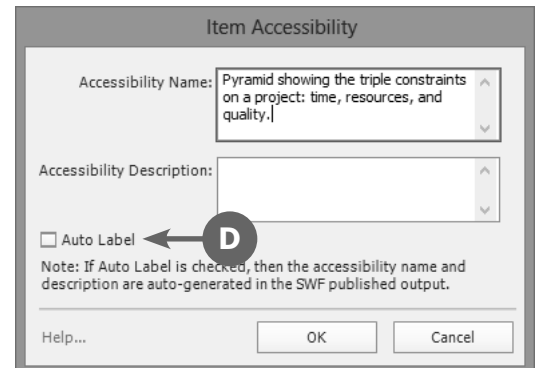 Item Accessibility
Accessibility Name: Pyramid showing the triple constraints
on a project: time, resources, and
quality.
Accessibility Description:
Auto Label
D
Note: If Auto Label is checked, then the accessibility name and
description are auto-generated in the SWF published output.
Help...
OK
Cancel